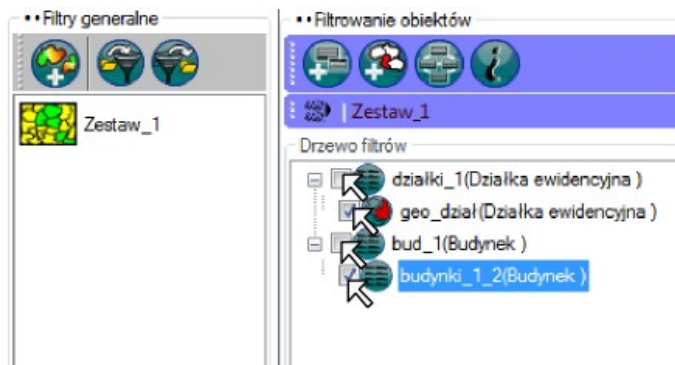 Filtry generalne
Zestaw_1
Filtrowanie obiektów
Zestaw_1
Drzewo filtrów
działki_1(Działka ewidencyjna )
geo_dział(Działka ewidencyjna )
bud_1(Budynek )
budynki_1_2(Budynek )